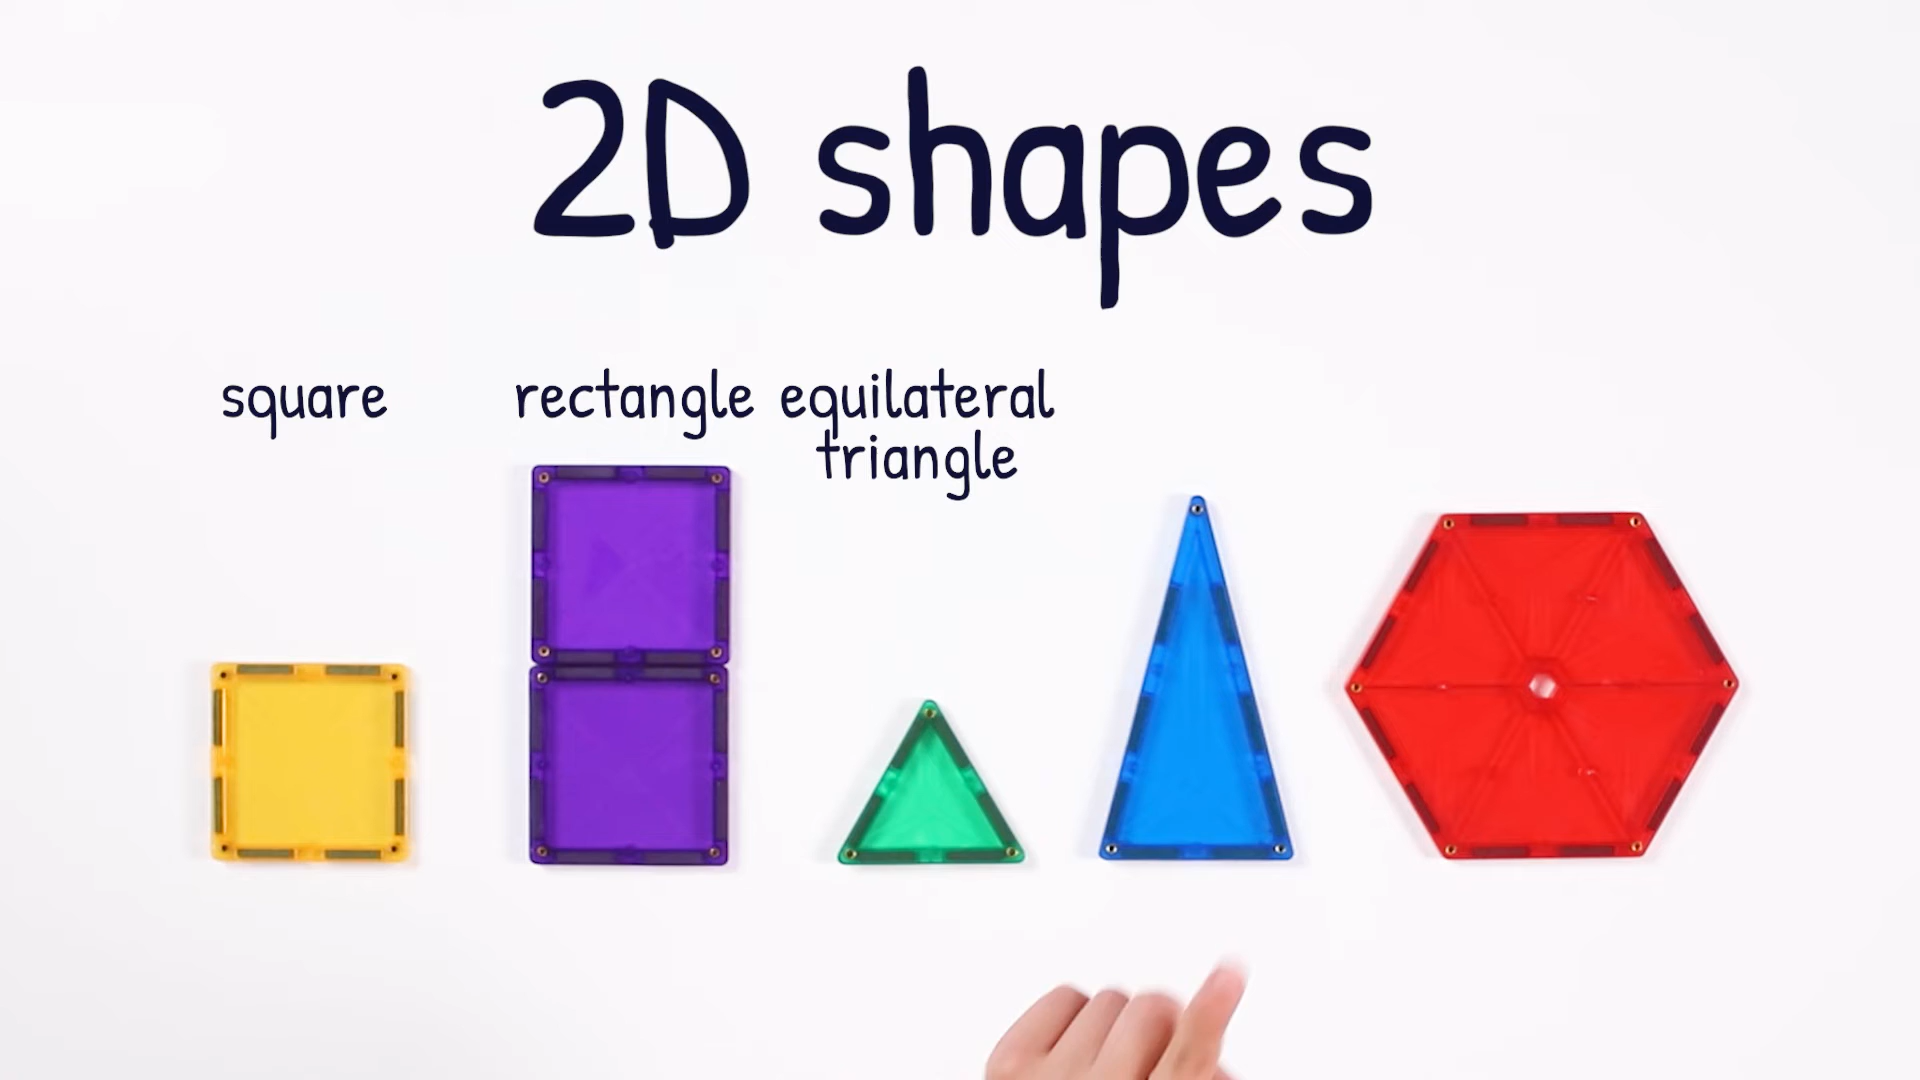 2D shapes
square
rectangle
equilateral
triangle